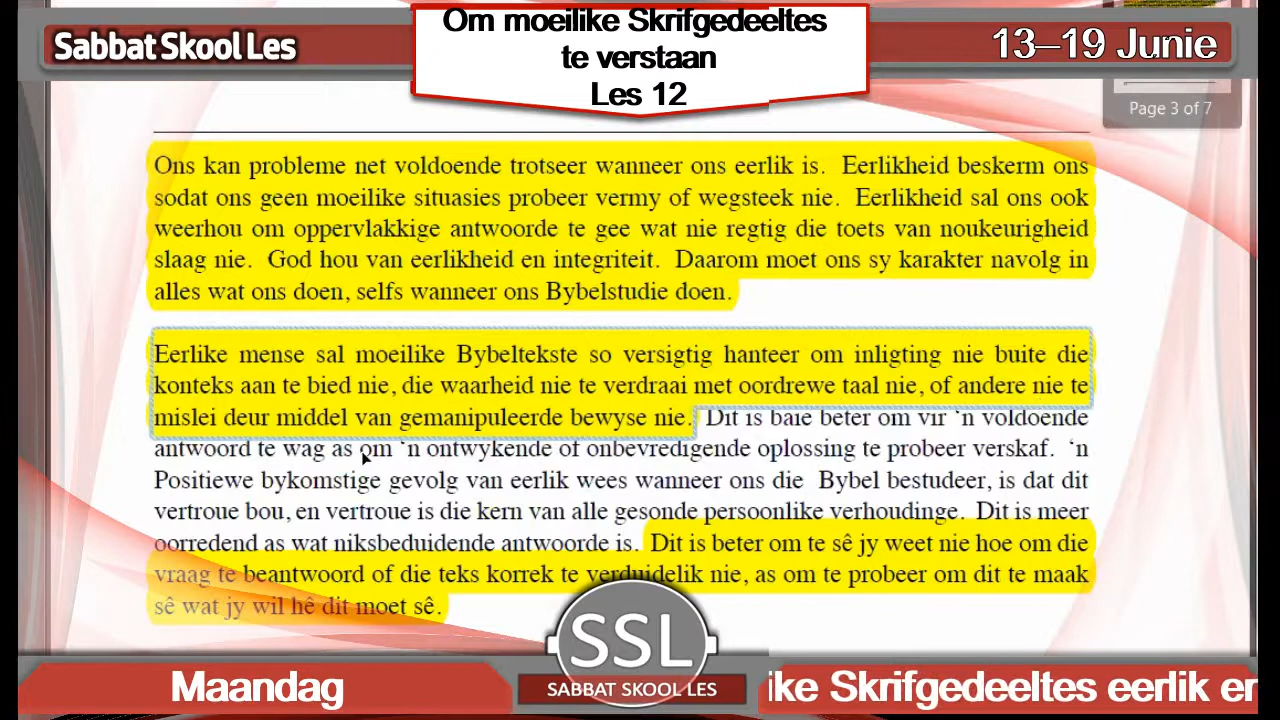 Sabbat Skool Les
Om moeilike Skrifgedeeltes
te verstaan
Les 12
13–19 Junie
Page 3 of 7
Ons kan probleme net voldoende trotseer wanneer ons eerlik is. Eerlikheid beskerm ons
sodat ons geen moeilike situasies probeer vermy of wegsteek nie. Eerlikheid sal ons ook
weerhou om oppervlakkige antwoorde te gee wat nie regtig die toets van noukeurigheid
slaag nie. God hou van eerlikheid en integriteit. Daarom moet ons sy karakter navolg in
alles wat ons doen, selfs wanneer ons Bybelstudie doen.
Eerlike mense sal moeilike Bybeltekste so versigtig hanteer om inligting nie buite die
konteks aan te bied nie, die waarheid nie te verdraai met oordrewe taal nie, of andere nie te
mislei deur middel van gemanipuleerde bewyse nie. Dit is baie beter om vir ‘n voldoende
antwoord te wag as om ‘n ontwykende of onbevredigende oplossing te probeer verskaf. ‘n
Positiewe bykomstige gevolg van eerlik wees wanneer ons die Bybel bestudeer, is dat dit
vertroue bou, en vertroue is die kern van alle gesonde persoonlike verhoudinge. Dit is meer
oorredend as wat niksbeduidende antwoorde is. Dit is beter om te sê jy weet nie hoe om die
vraag te beantwoord of die teks korrek te verduidelik nie, as om te probeer om dit te maak
sê wat jy wil hê dit moet sê.
SSL
SABBAT SKOOL LES
Maandag
ike Skrifgedeeltes eerlik er